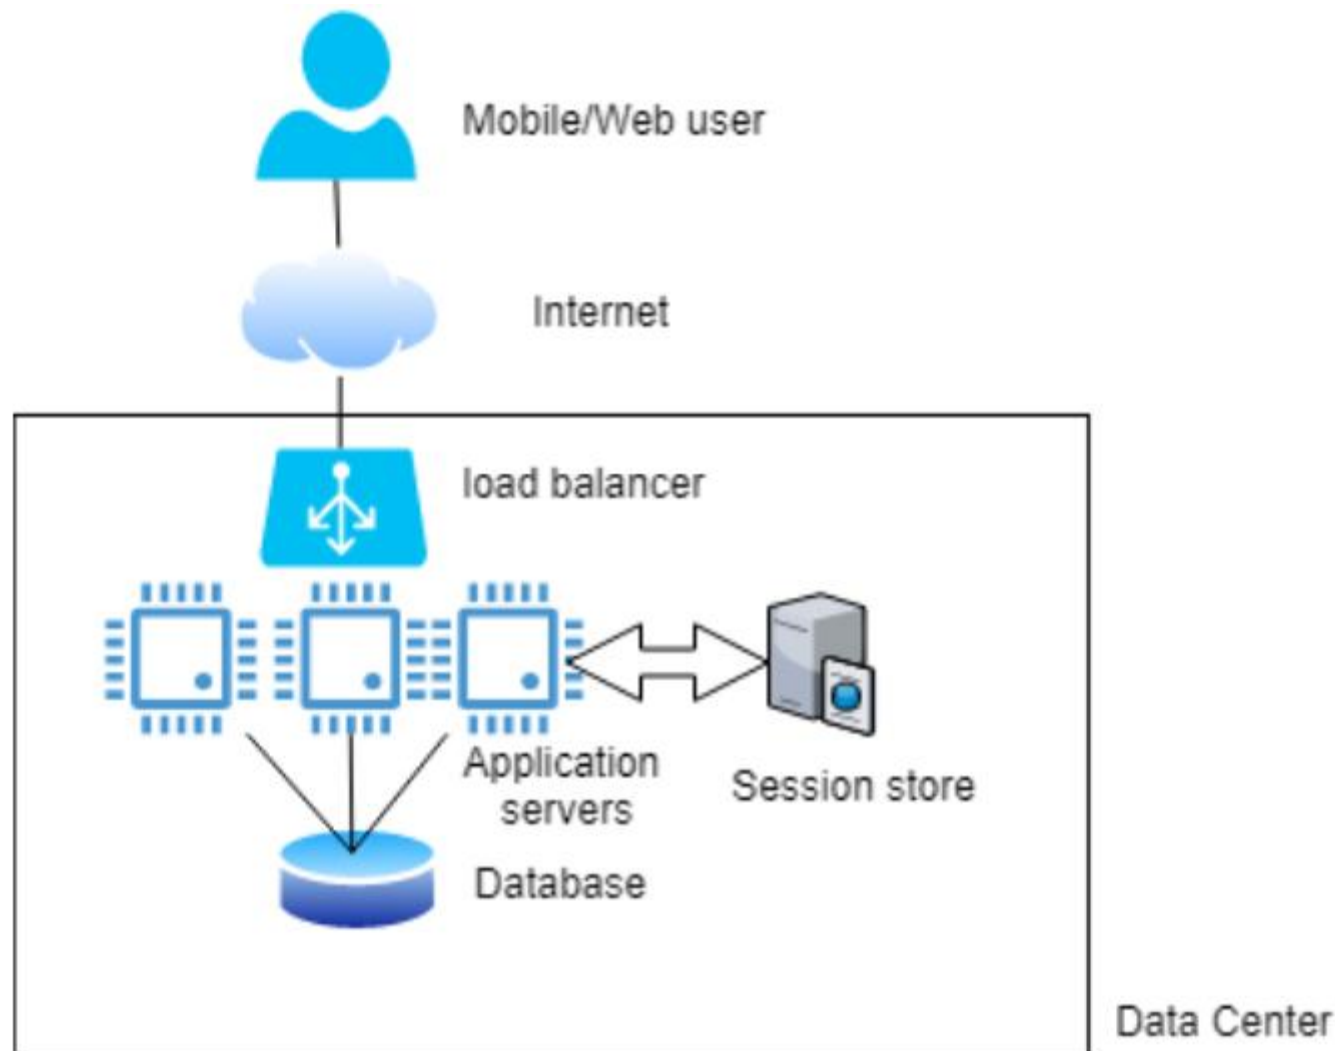 Mobile/Web user
Internet
load balancer
Application
servers
Session store
Database
Data Center